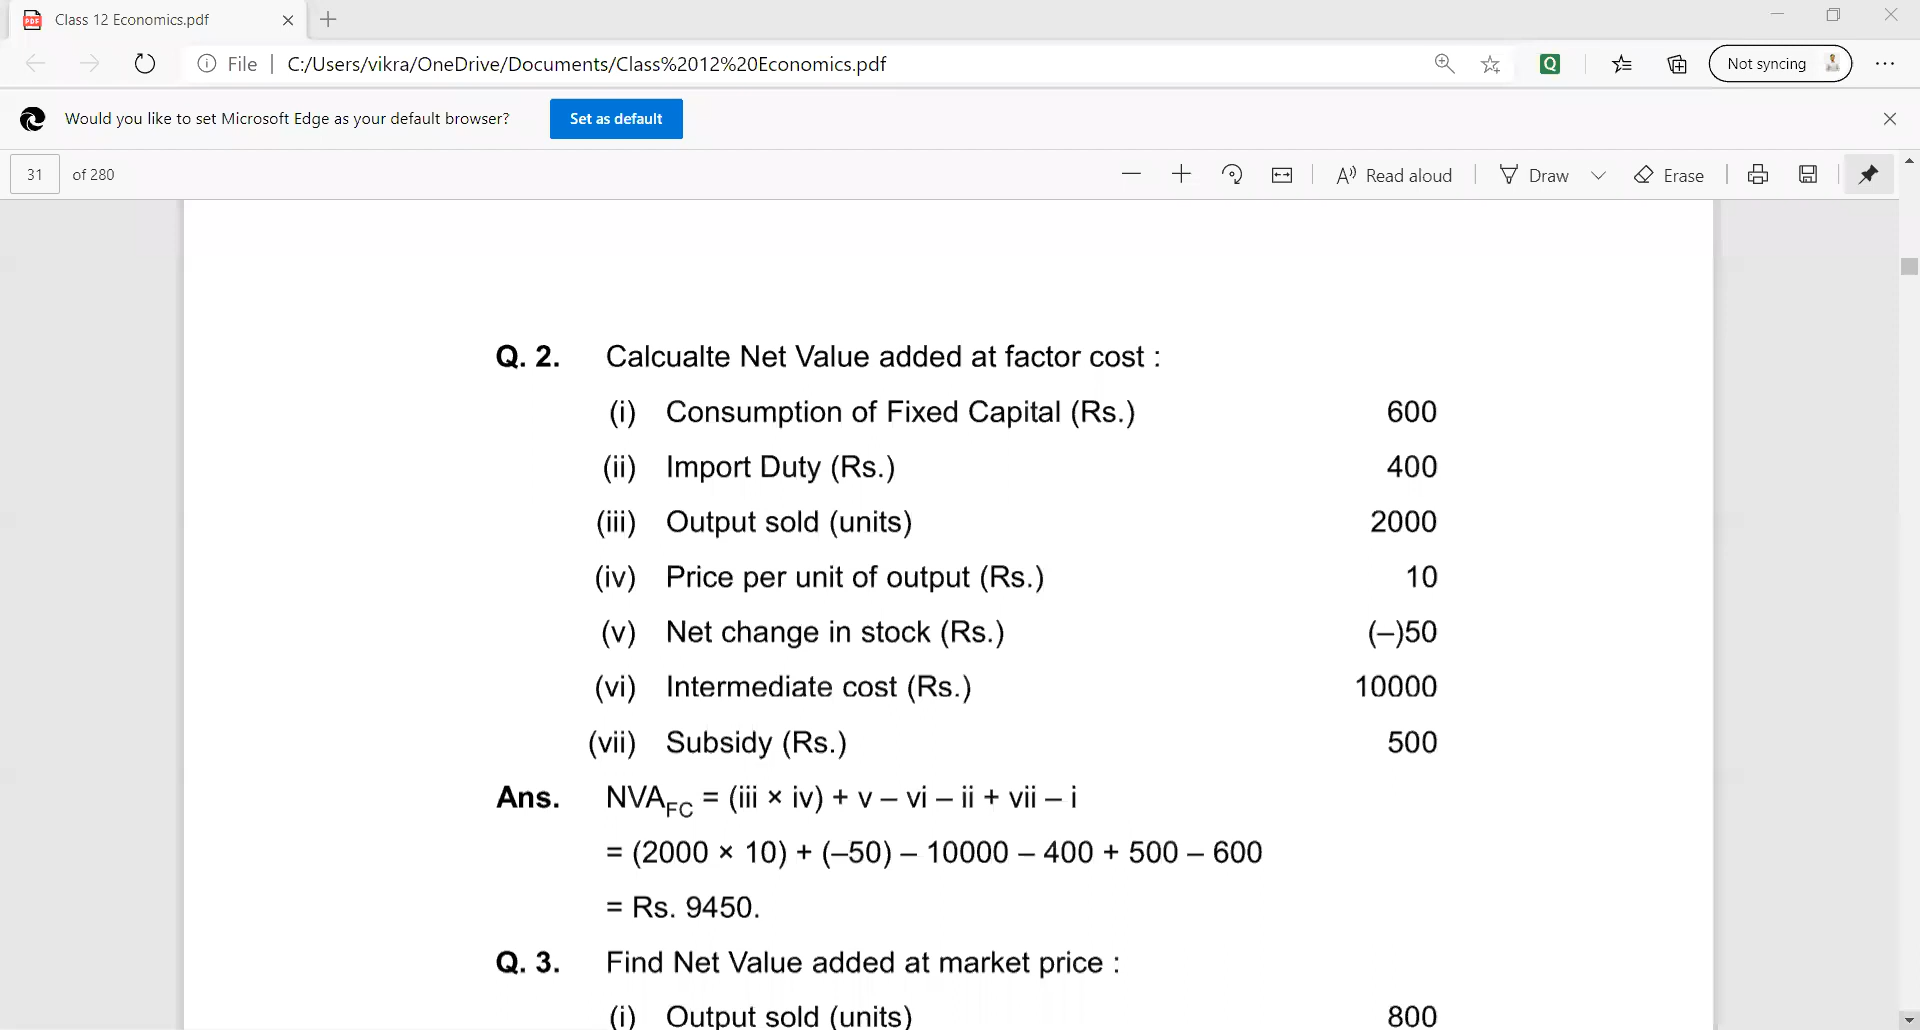 Class 12 Economics.pdf
File | C:/Users/vikra/OneDrive/Documents/Class%2012%20Economics.pdf
Not syncing
Would you like to set Microsoft Edge as your default browser? Set as default
31 of 280
Read aloud Draw Erase
Q. 2. Calcualte Net Value added at factor cost :
(i) Consumption of Fixed Capital (Rs.) 600
(ii) Import Duty (Rs.) 400
(iii) Output sold (units) 2000
(iv) Price per unit of output (Rs.) 10
(v) Net change in stock (Rs.) (–)50
(vi) Intermediate cost (Rs.) 10000
(vii) Subsidy (Rs.) 500
Ans. NVA_FC = (iii × iv) + v – vi – ii + vii – i
= (2000 × 10) + (–50) – 10000 – 400 + 500 – 600
= Rs. 9450.
Q. 3. Find Net Value added at market price :
(i) Output sold (units) 800